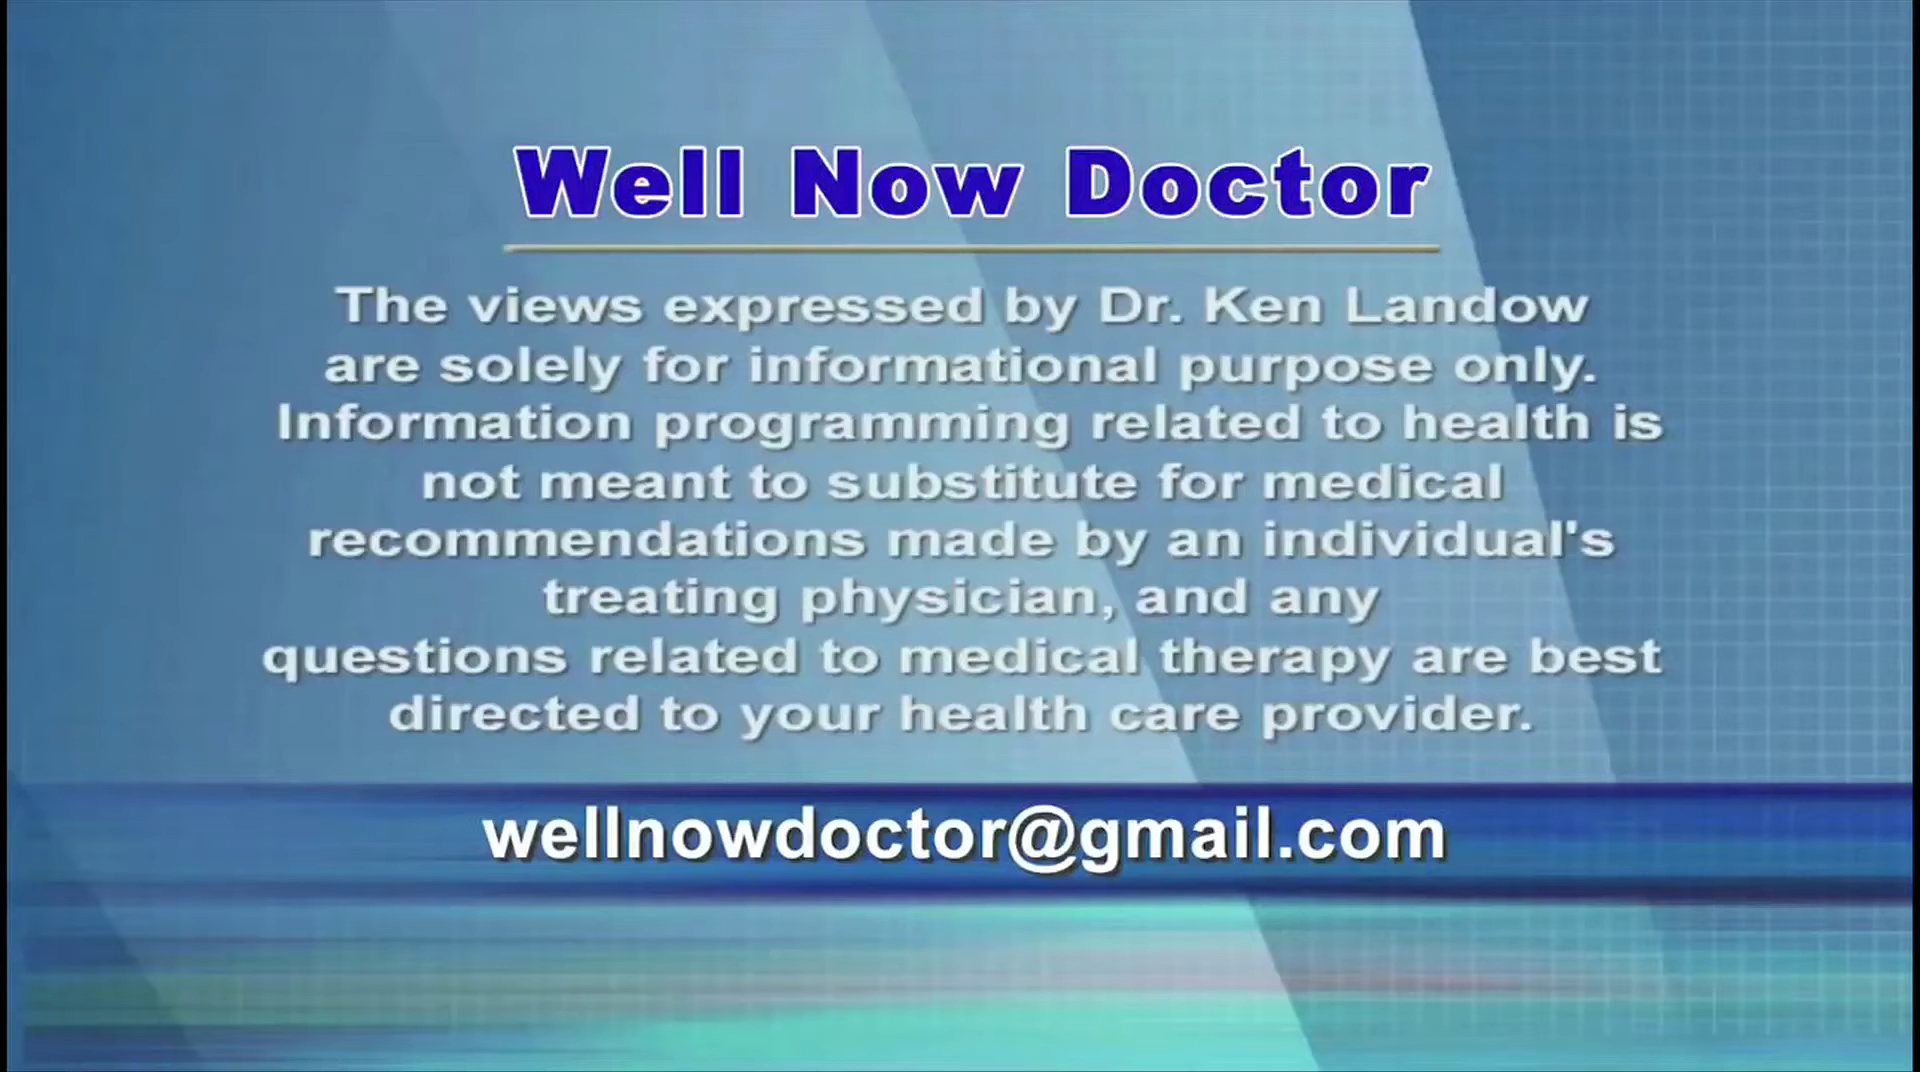 Well Now Doctor
The views expressed by Dr. Ken Landow
are solely for informational purpose only.
Information programming related to health is
not meant to substitute for medical
recommendations made by an individual's
treating physician, and any
questions related to medical therapy are best
directed to your health care provider.
wellnowdoctor@gmail.com